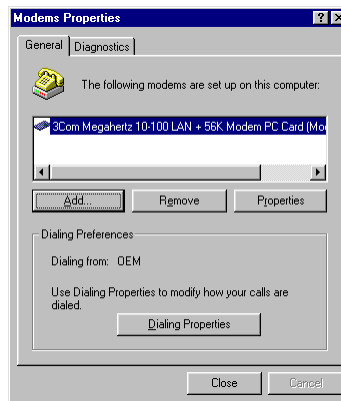 Modems Properties
General
Diagnostics
The following modems are set up on this computer:
3Com Megahertz 10-100 LAN + 56K Modem PC Card (Mo
Add...
Remove
Properties
Dialing Preferences
Dialing from: OEM
Use Dialing Properties to modify how your calls are
dialed.
Dialing Properties
Close
Cancel